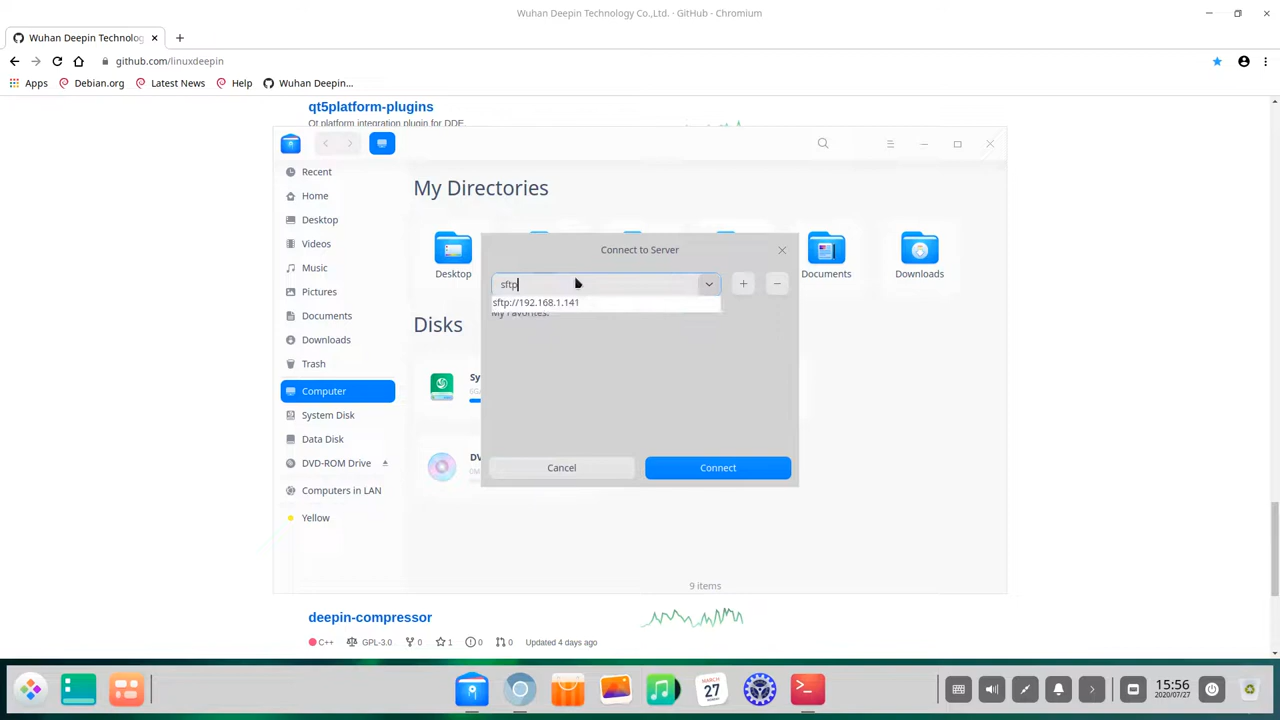 Wuhan Deepin Technology Co.,Ltd. · GitHub - Chromium
Wuhan Deepin Technolog
github.com/linuxdeepin
Apps
Debian.org
Latest News
Help
Wuhan Deepin...
qt5platform-plugins
Qt platform integration plugin for DDE
Recent
Home
Desktop
Videos
Music
Pictures
Documents
Downloads
Trash
Computer
System Disk
Data Disk
DVD-ROM Drive
Computers in LAN
Yellow
My Directories
Desktop
Documents
Downloads
Disks
Sy
DV
Connect to Server
sftp
sftp://192.168.1.141
My Favorites:
Cancel
Connect
9 items
deepin-compressor
C++ GPL-3.0 0 1 0 0 Updated 4 days ago
MARCH
27
15:56
2020/07/27